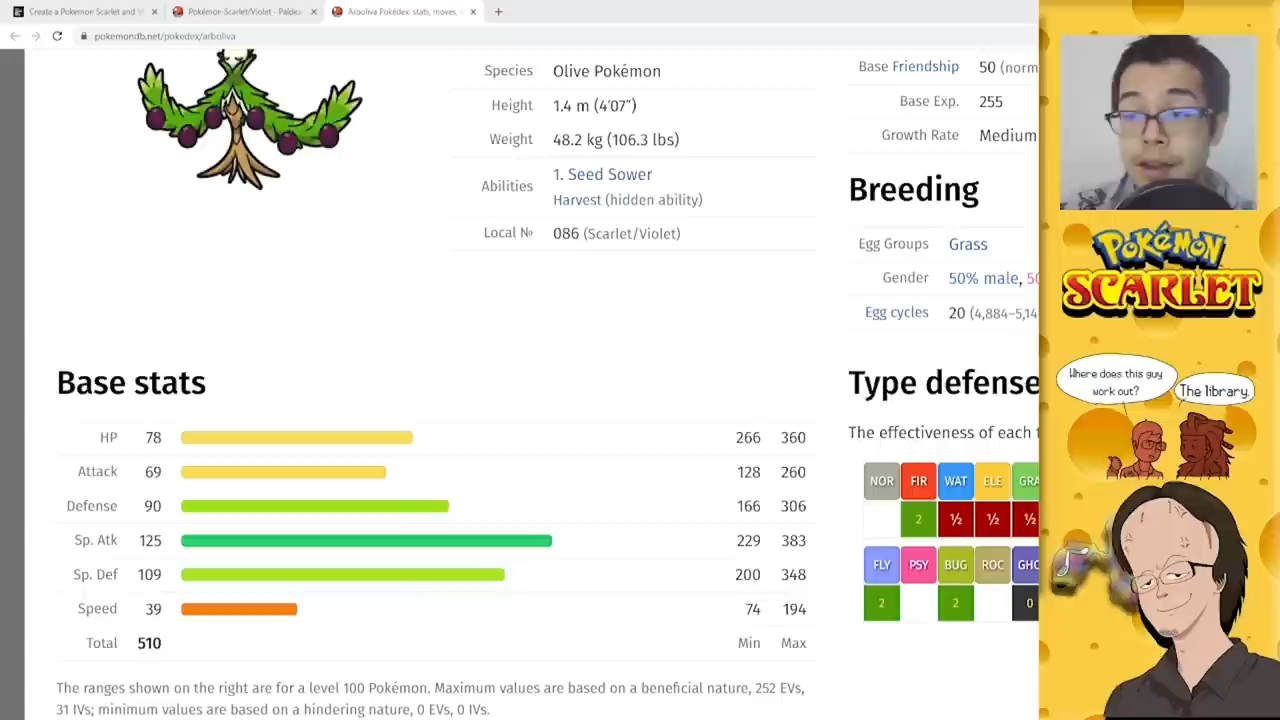 Create a Pokemon Scarlet and V
Pokémon Scarlet/Violet - Paldea
Arboliva Pokédex: stats, moves,
pokemondb.net/pokedex/arboliva
Species Olive Pokémon
Height 1.4 m (4′07″)
Weight 48.2 kg (106.3 lbs)
Abilities 1. Seed Sower
Harvest (hidden ability)
Local № 086 (Scarlet/Violet)
Base Friendship 50 (norm
Base Exp. 255
Growth Rate Medium
Breeding
Egg Groups Grass
Gender 50% male, 50
Egg cycles 20 (4,884–5,14
Base stats
HP 78 266 360
Attack 69 128 260
Defense 90 166 306
Sp. Atk 125 229 383
Sp. Def 109 200 348
Speed 39 74 194
Total 510 Min Max
The ranges shown on the right are for a level 100 Pokémon. Maximum values are based on a beneficial nature, 252 EVs,
31 IVs; minimum values are based on a hindering nature, 0 EVs, 0 IVs.
Type defense
The effectiveness of each t
NOR FIR WAT ELE GRA
2 ½ ½ ½
FLY PSY BUG ROC GHO
2 2 0
POKéMON
SCARLET
Where does this guy
work out?
The library.